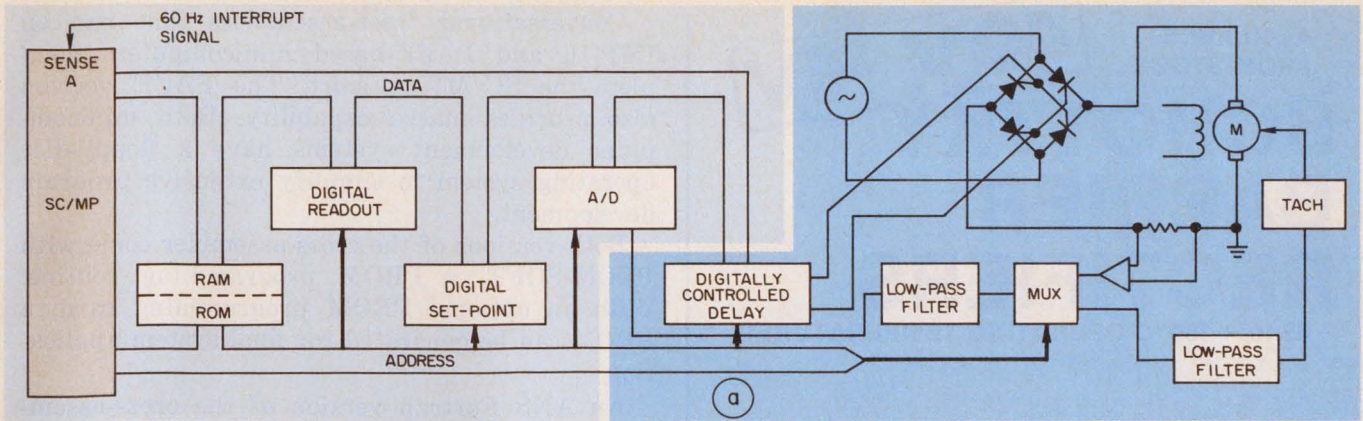 60 Hz INTERRUPT
SIGNAL
SENSE
A
SC/MP
DATA
DIGITAL
READOUT
A/D
RAM
ROM
DIGITAL
SET-POINT
ADDRESS
DIGITALLY
CONTROLLED
DELAY
LOW-PASS
FILTER
MUX
M
TACH
LOW-PASS
FILTER
a